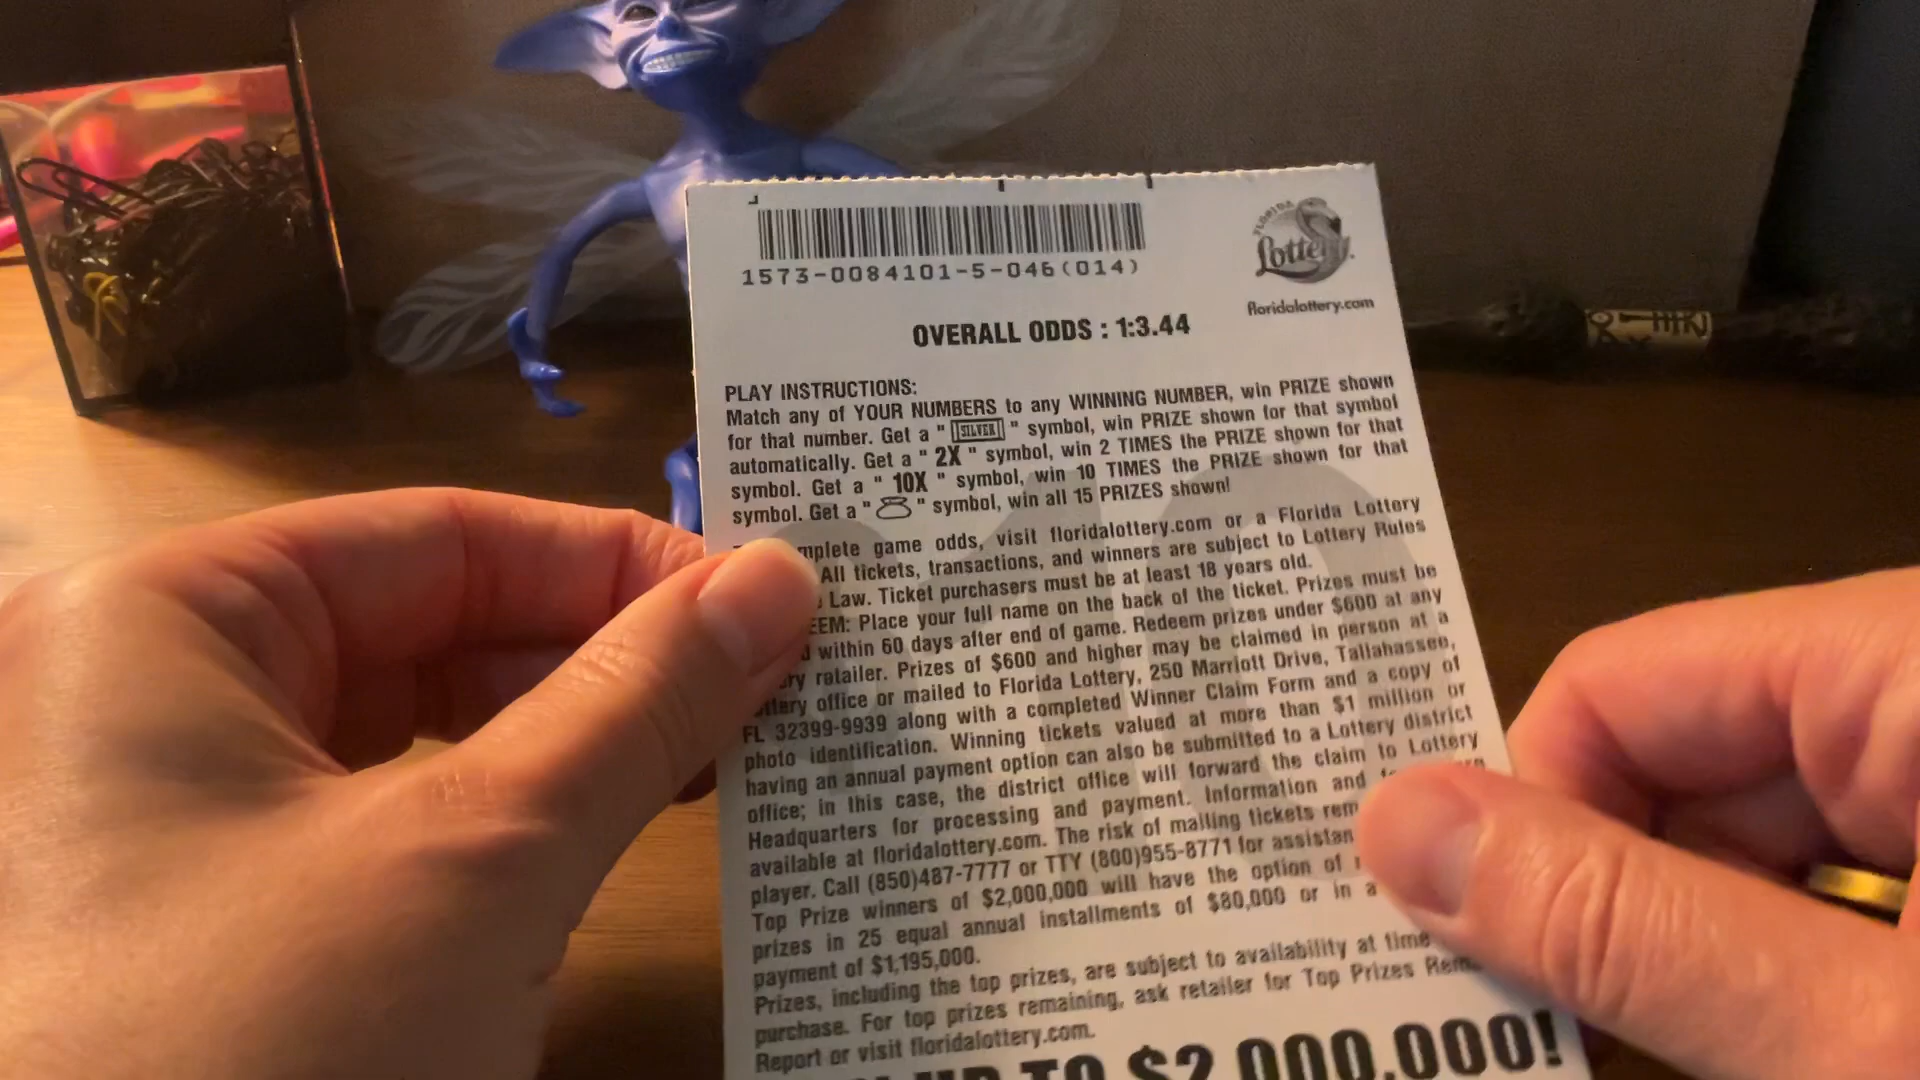 1573-0084101-5-046(014)
FLORIDA
Lottery.
floridalottery.com
OVERALL ODDS : 1:3.44
PLAY INSTRUCTIONS:
Match any of YOUR NUMBERS to any WINNING NUMBER, win PRIZE shown
for that number. Get a " SILVER " symbol, win PRIZE shown for that symbol
automatically. Get a " 2X " symbol, win 2 TIMES the PRIZE shown for that
symbol. Get a " 10X " symbol, win 10 TIMES the PRIZE shown for that
symbol. Get a " " symbol, win all 15 PRIZES shown!
game odds, visit floridalottery.com or a Florida Lottery
All tickets, transactions, and winners are subject to Lottery Rules
Law. Ticket purchasers must be at least 18 years old.
Place your full name on the back of the ticket. Prizes must be
within 60 days after end of game. Redeem prizes under $600 at any
retailer. Prizes of $600 and higher may be claimed in person at a
office or mailed to Florida Lottery, 250 Marriott Drive, Tallahassee,
FL 32399-9939 along with a completed Winner Claim Form and a copy of
photo identification. Winning tickets valued at more than $1 million or
having an annual payment option can also be submitted to a Lottery district
office; in this case, the district office will forward the claim to Lottery
Headquarters for processing and payment. Information and
available at floridalottery.com. The risk of mailing tickets
player. Call (850)487-7777 or TTY (800)955-8771 for
Top Prize winners of $2,000,000 will have the option of
prizes in 25 equal annual installments of $80,000 or in a
payment of $1,195,000.
Prizes, including the top prizes, are subject to availability at time
purchase. For top prizes remaining, ask retailer for Top Prizes
Report or visit floridalottery.com.
UP TO $2,000,000!